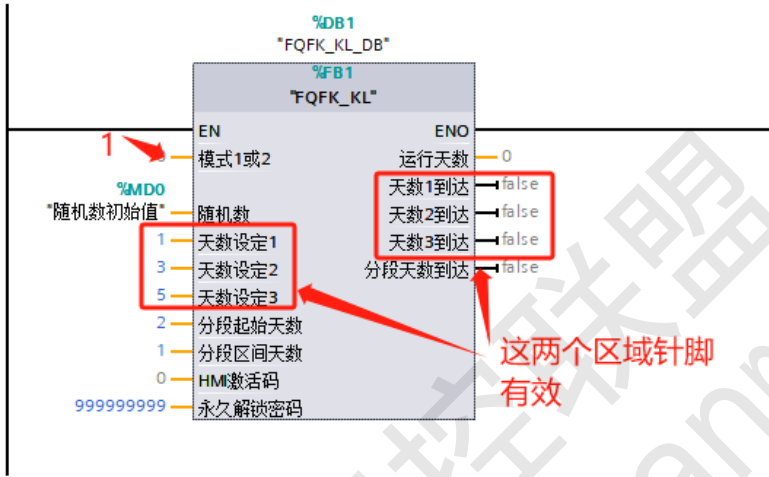 %DB1
"FQFK_KL_DB"
%FB1
"FQFK_KL"
EN
ENO
1
模式1或2
运行天数
0
天数1到达
false
%MD0
"随机数初始值"
随机数
天数2到达
false
1
天数设定1
天数3到达
false
3
天数设定2
分段天数到达
false
5
天数设定3
2
分段起始天数
这两个区域针脚
有效
1
分段区间天数
0
HMI激活码
999999999
永久解锁密码